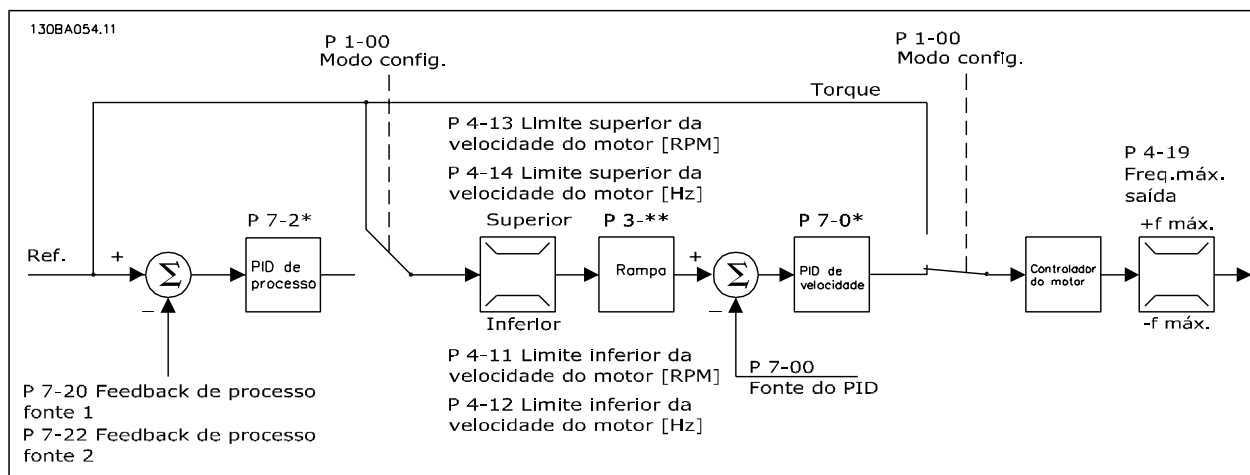 130BA054.11
P 1-00
Modo config.
P 1-00
Modo config.
Torque
P 4-13 Limite superior da
velocidade do motor [RPM]
P 4-14 Limite superior da
velocidade do motor [Hz]
P 4-19
Freq.máx.
saída
P 7-2*
Superior
P 3-**
P 7-0*
+f máx.
Ref.
+
Σ
PID de
processo
Rampa
+
Σ
PID de
velocidade
Controlador
do motor
−
Inferior
−
-f máx.
P 7-20 Feedback de processo
fonte 1
P 7-22 Feedback de processo
fonte 2
P 4-11 Limite inferior da
velocidade do motor [RPM]
P 4-12 Limite inferior da
velocidade do motor [Hz]
P 7-00
Fonte do PID